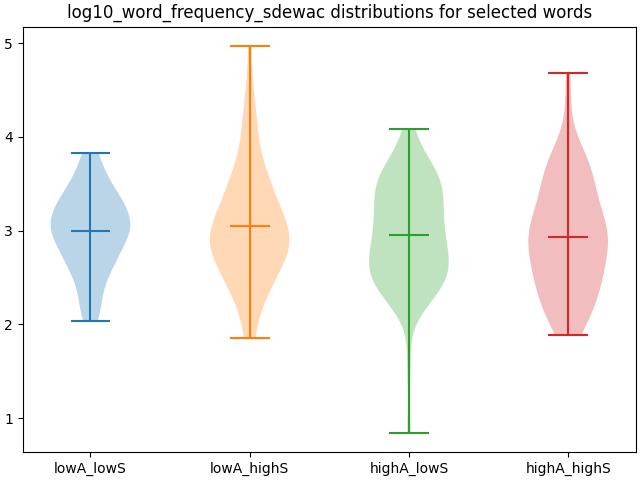 log10_word_frequency_sdewac distributions for selected words
5
4
3
2
1
lowA_lowS
lowA_highS
highA_lowS
highA_highS